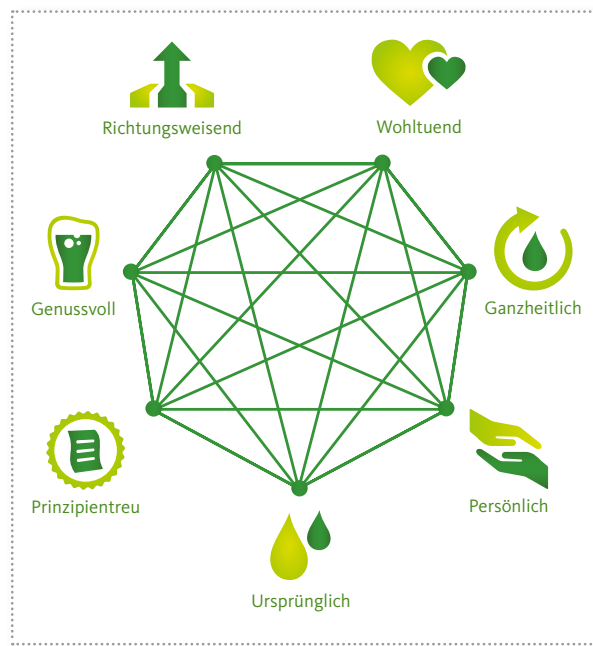 Richtungsweisend
Wohltuend
Genussvoll
Ganzheitlich
Prinzipientreu
Persönlich
Ursprünglich